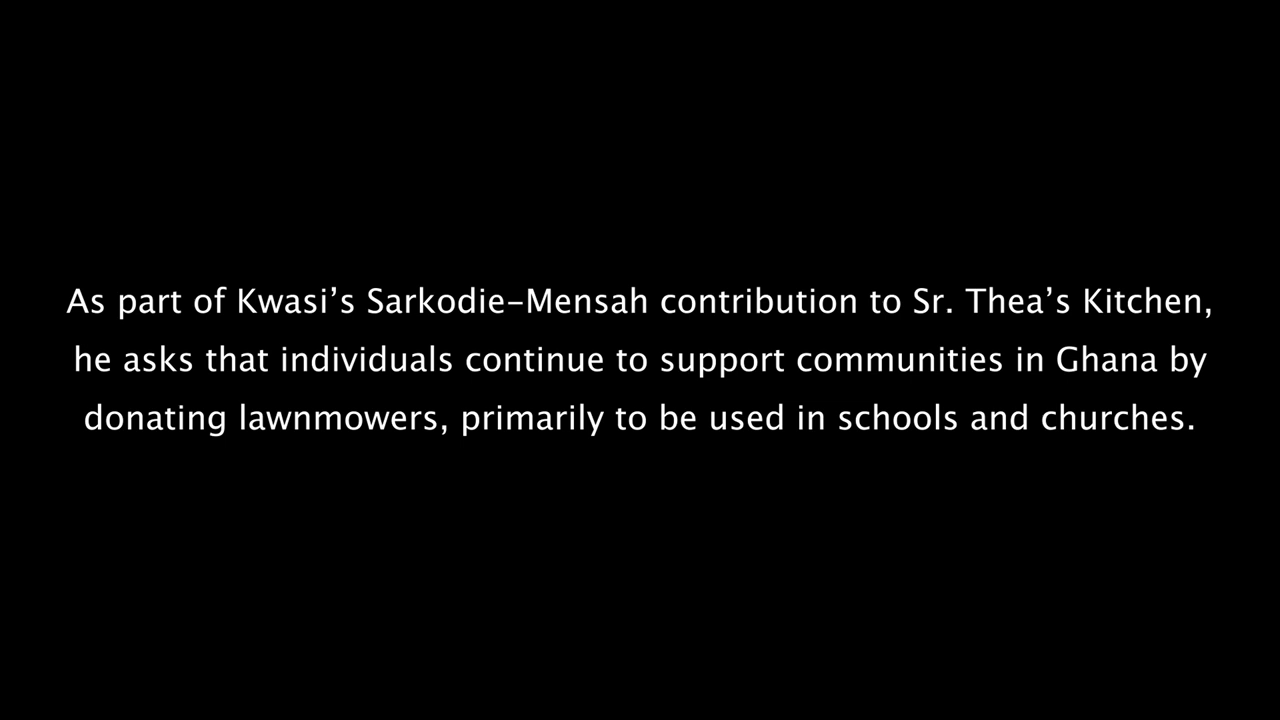 As part of Kwasi’s Sarkodie–Mensah contribution to Sr. Thea’s Kitchen,
he asks that individuals continue to support communities in Ghana by
donating lawnmowers, primarily to be used in schools and churches.